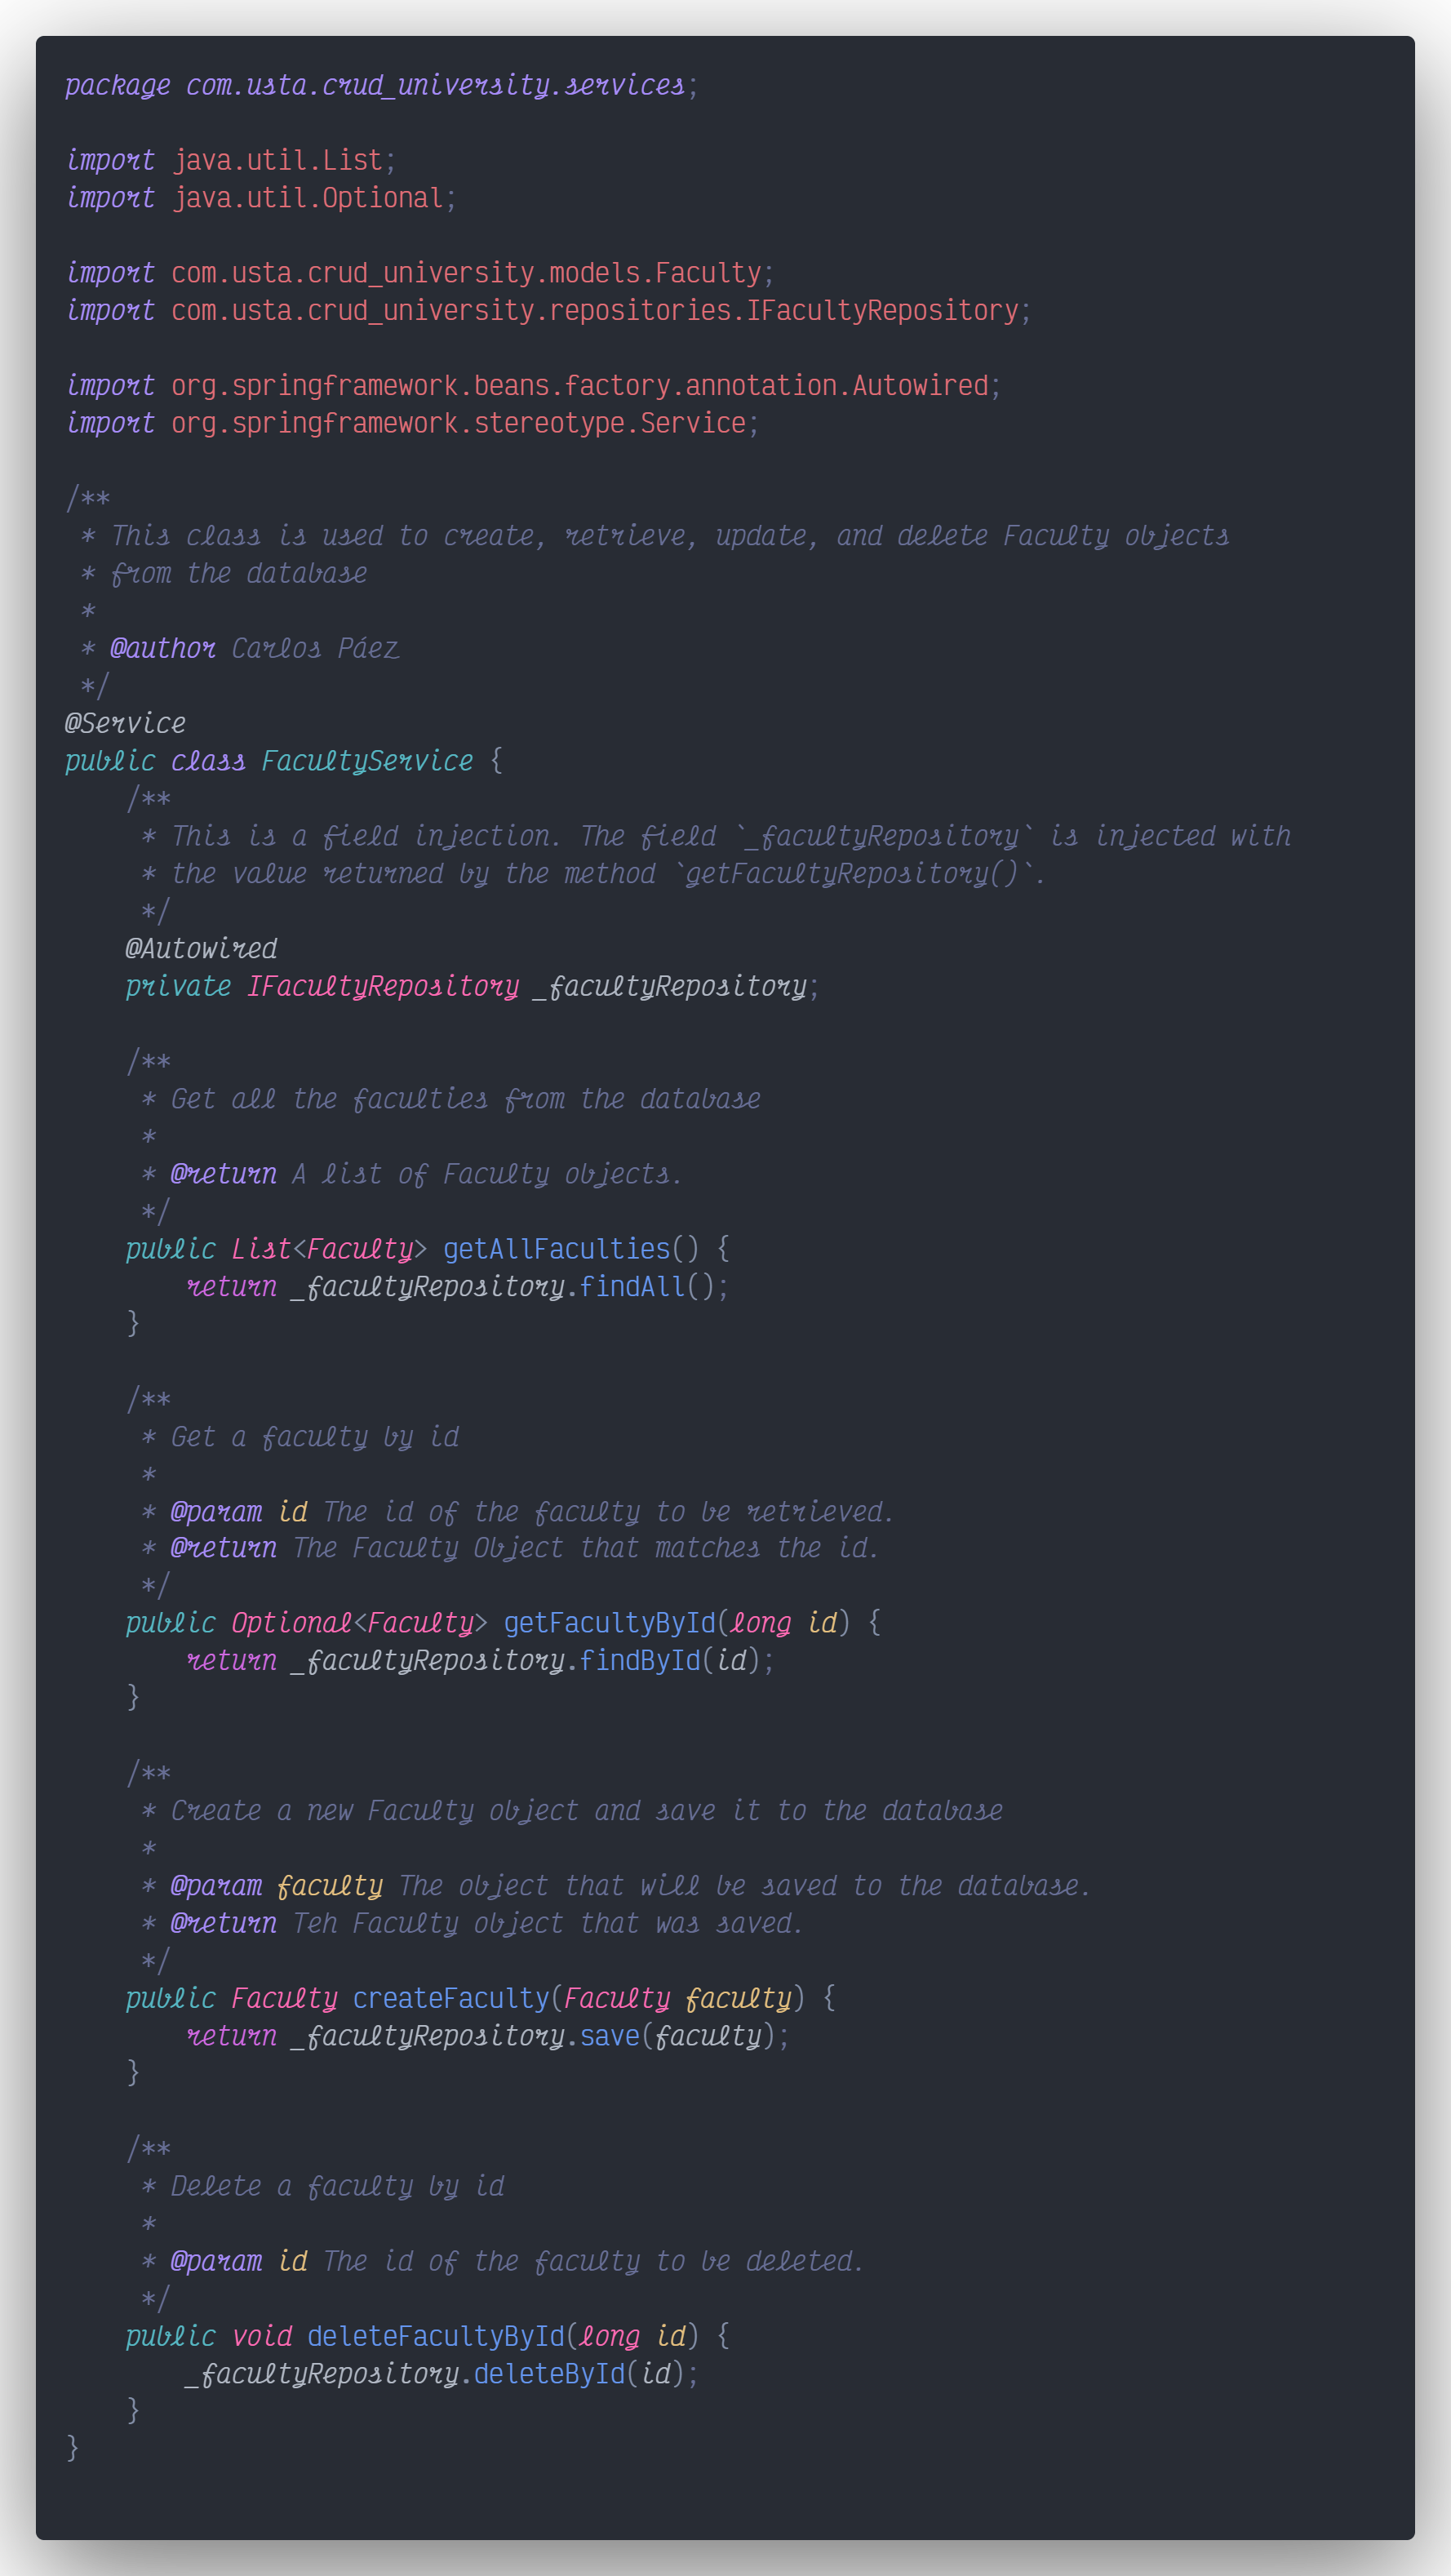 package com.usta.crud_university.services;

import java.util.List;
import java.util.Optional;

import com.usta.crud_university.models.Faculty;
import com.usta.crud_university.repositories.IFacultyRepository;

import org.springframework.beans.factory.annotation.Autowired;
import org.springframework.stereotype.Service;

/**
 * This class is used to create, retrieve, update, and delete Faculty objects
 * from the database
 *
 * @author Carlos Páez
 */
@Service
public class FacultyService {
    /**
     * This is a field injection. The field `_facultyRepository` is injected with
     * the value returned by the method `getFacultyRepository()`.
     */
    @Autowired
    private IFacultyRepository _facultyRepository;

    /**
     * Get all the faculties from the database
     *
     * @return A list of Faculty objects.
     */
    public List<Faculty> getAllFaculties() {
        return _facultyRepository.findAll();
    }

    /**
     * Get a faculty by id
     *
     * @param id The id of the faculty to be retrieved.
     * @return The Faculty Object that matches the id.
     */
    public Optional<Faculty> getFacultyById(long id) {
        return _facultyRepository.findById(id);
    }

    /**
     * Create a new Faculty object and save it to the database
     *
     * @param faculty The object that will be saved to the database.
     * @return Teh Faculty object that was saved.
     */
    public Faculty createFaculty(Faculty faculty) {
        return _facultyRepository.save(faculty);
    }

    /**
     * Delete a faculty by id
     *
     * @param id The id of the faculty to be deleted.
     */
    public void deleteFacultyById(long id) {
        _facultyRepository.deleteById(id);
    }
}